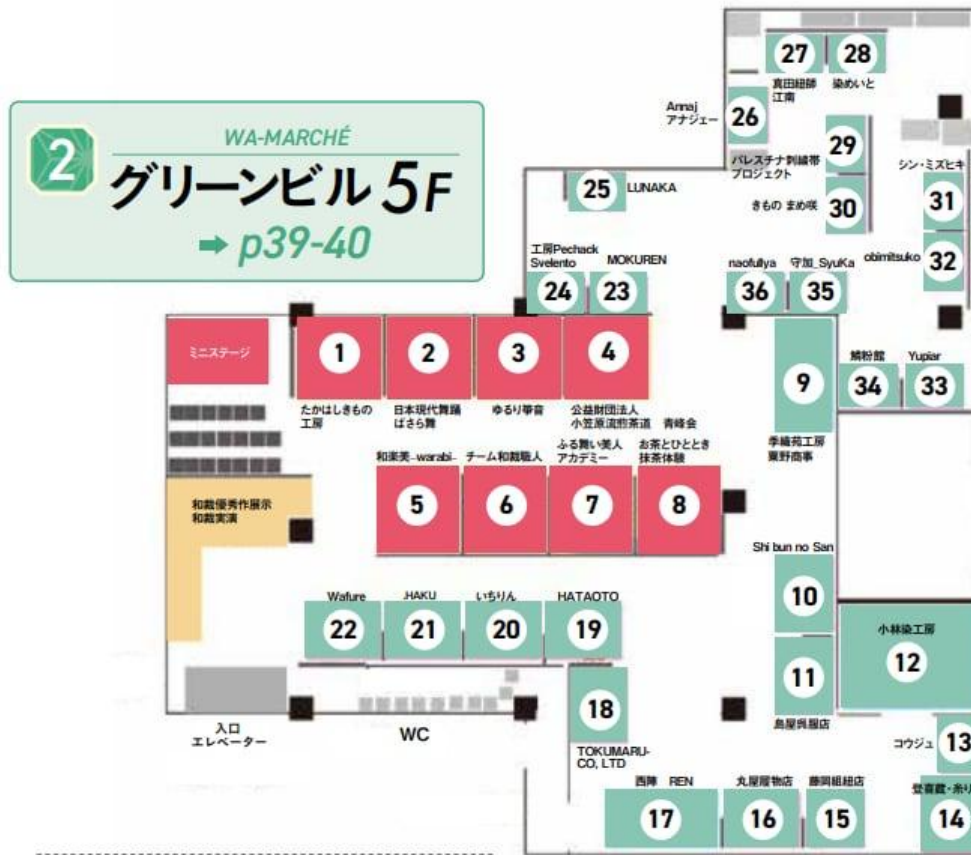 2
WA-MARCHÉ
グリーンビル 5F
➡ p39-40
27
28
真田紐師
江南
染めいと
Annaj
アナジェー
26
29
パレスチナ刺繍帯
プロジェクト
シン・ミズヒキ
25
LUNAKA
きもの まめ咲
30
31
工房Pechack
Svelento
MOKUREN
24
23
naofullya
守加_SyuKa
obimitsuko
32
36
35
ミニステージ
1
2
3
4
9
鱗粉館
Yupiar
34
33
たかはしきもの
工房
日本現代舞踊
ばさら舞
ゆるり箏音
公益財団法人
小笠原流煎茶道 青峰会
季織苑工房
東野商事
和楽美-warabi-
チーム和裁職人
ふる舞い美人
アカデミー
お茶とひととき
抹茶体験
5
6
7
8
和裁優秀作展示
和裁実演
Shi bun no San
10
Wafure
HAKU
いちりん
HATAOTO
22
21
20
19
小林染工房
12
11
18
鳥屋呉服店
入口
エレベーター
WC
コウジュ
13
TOKUMARU-
CO, LTD
西陣 REN
丸屋履物店
藤岡組紐店
登喜蔵・糸り
17
16
15
14